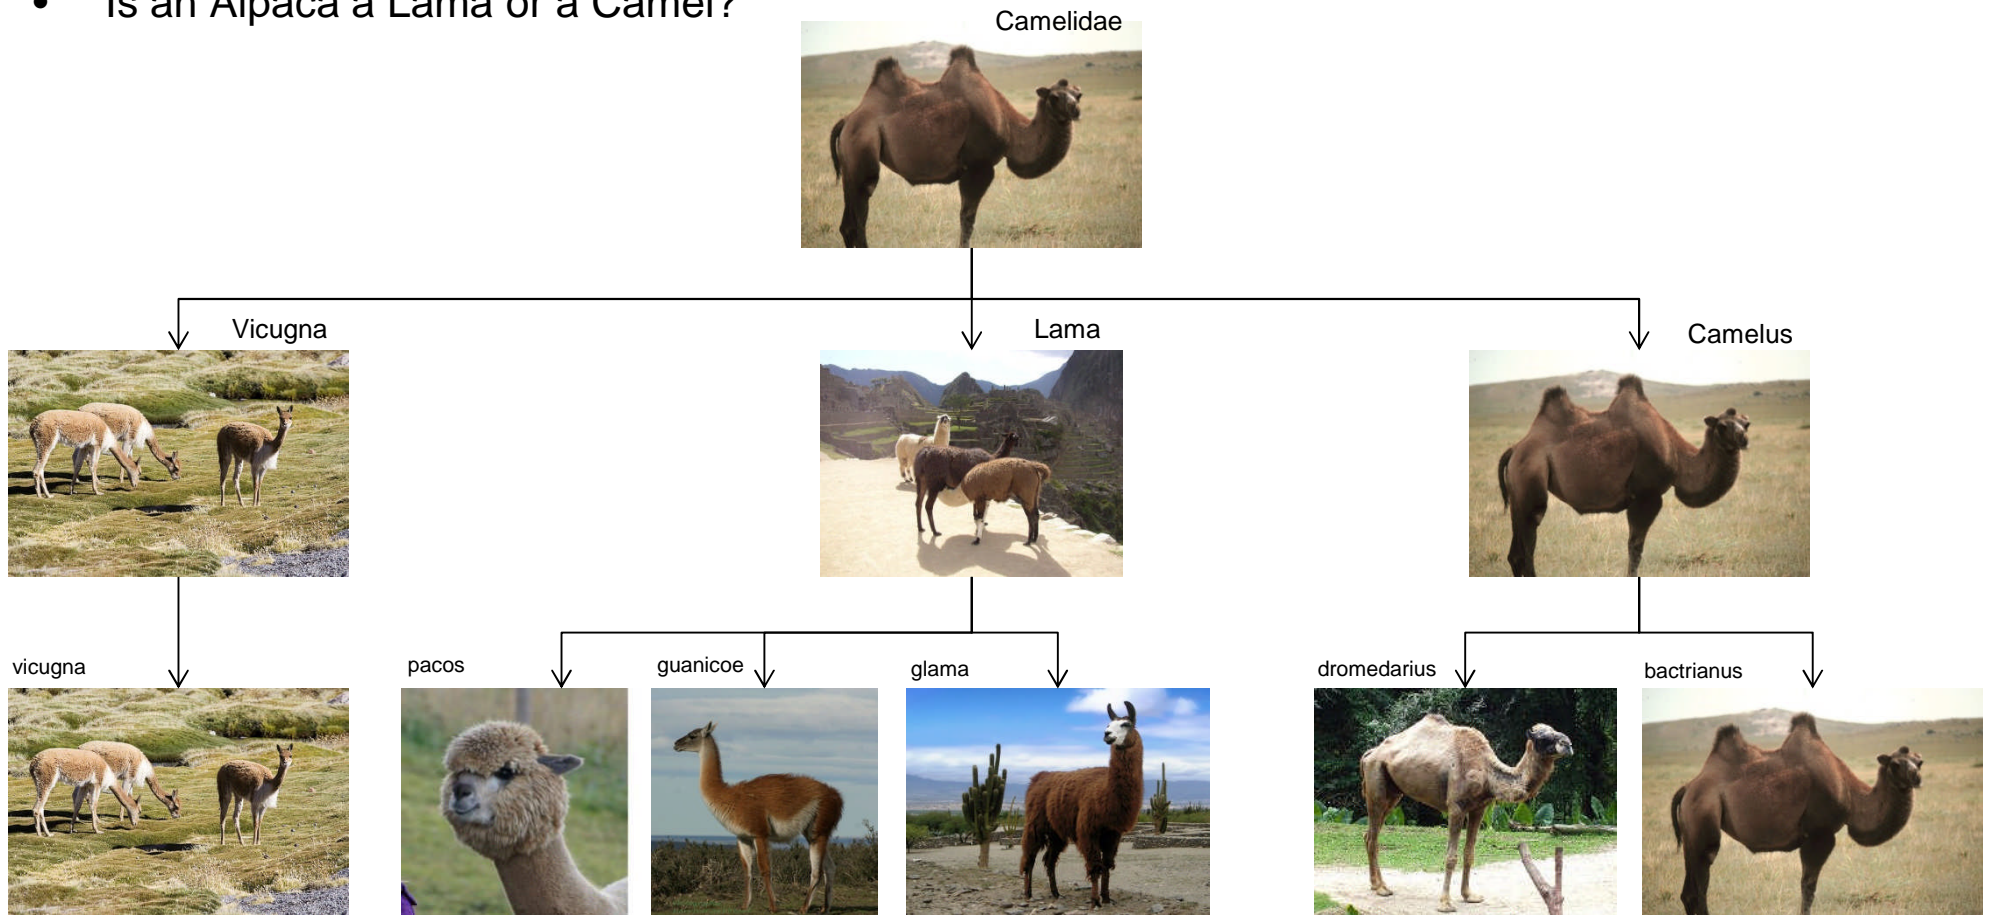 • Is an Alpaca a Lama or a Camel?
Camelidae
Vicugna
Lama
Camelus
vicugna
pacos
guanicoe
glama
dromedarius
bactrianus